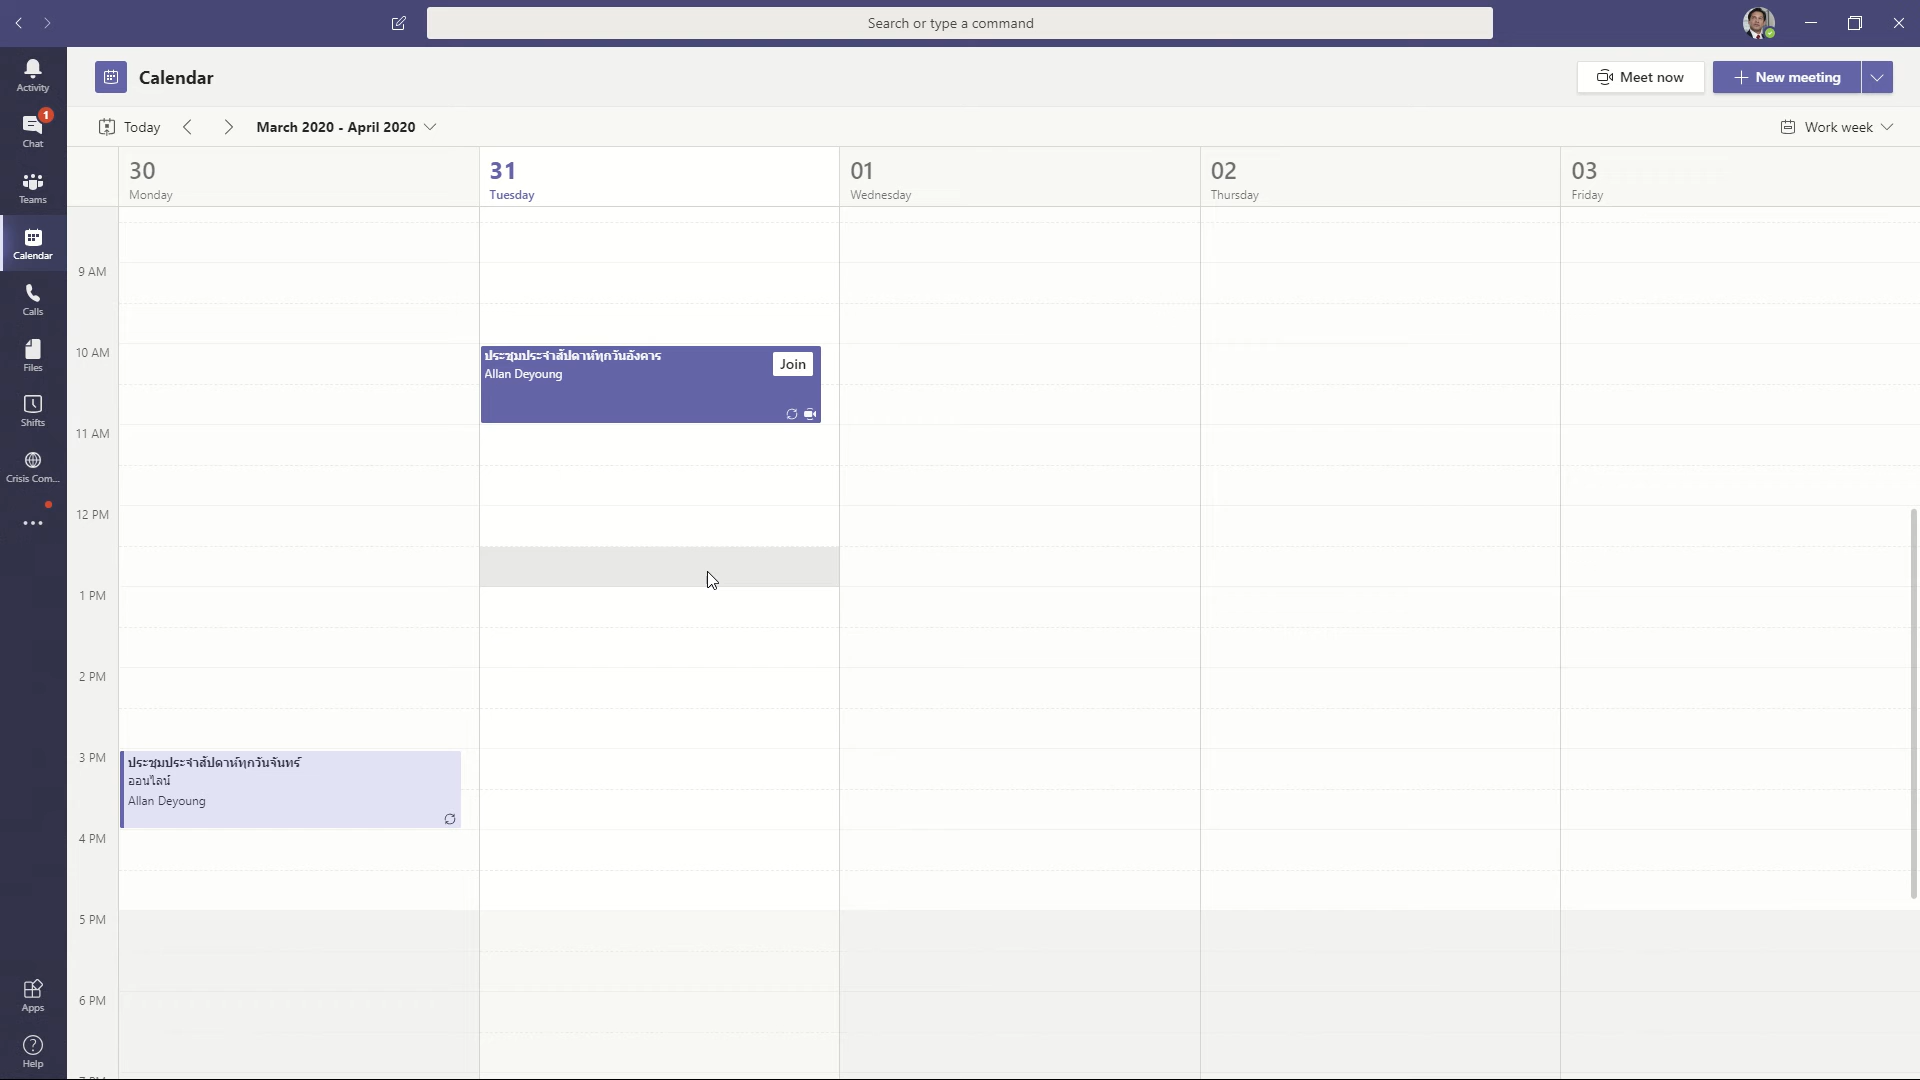 Search or type a command
Activity
1
Chat
Teams
Calendar
Calls
Files
Shifts
Crisis Com...
Apps
Help
Calendar
Meet now
New meeting
Today
March 2020 - April 2020
Work week
30
Monday
31
Tuesday
01
Wednesday
02
Thursday
03
Friday
9 AM
10 AM
11 AM
12 PM
1 PM
2 PM
3 PM
4 PM
5 PM
6 PM
ประชุมประจำสัปดาห์ทุกวันอังคาร
Allan Deyoung
Join
ประชุมประจำสัปดาห์ทุกวันจันทร์
ออนไลน์
Allan Deyoung